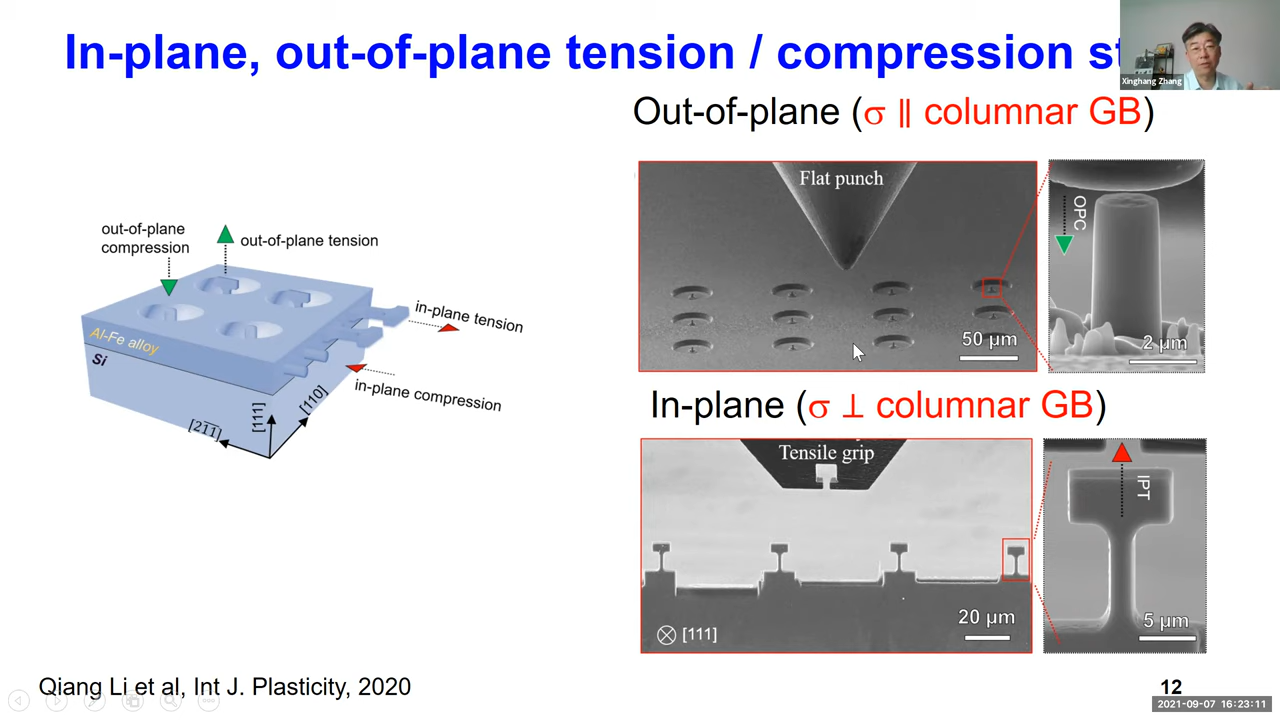 In-plane, out-of-plane tension / compression
Xinghang Zhang
Out-of-plane (σ ∥ columnar GB)
out-of-plane
compression
out-of-plane tension
in-plane tension
in-plane compression
Al-Fe alloy
Si
[2̄1̄1̄]
[111]
[110]
Flat punch
50 μm
OPC
2 μm
In-plane (σ ⊥ columnar GB)
Tensile grip
20 μm
⊗ [111]
IPT
5 μm
Qiang Li et al, Int J. Plasticity, 2020
12
2021-09-07 16:23:11